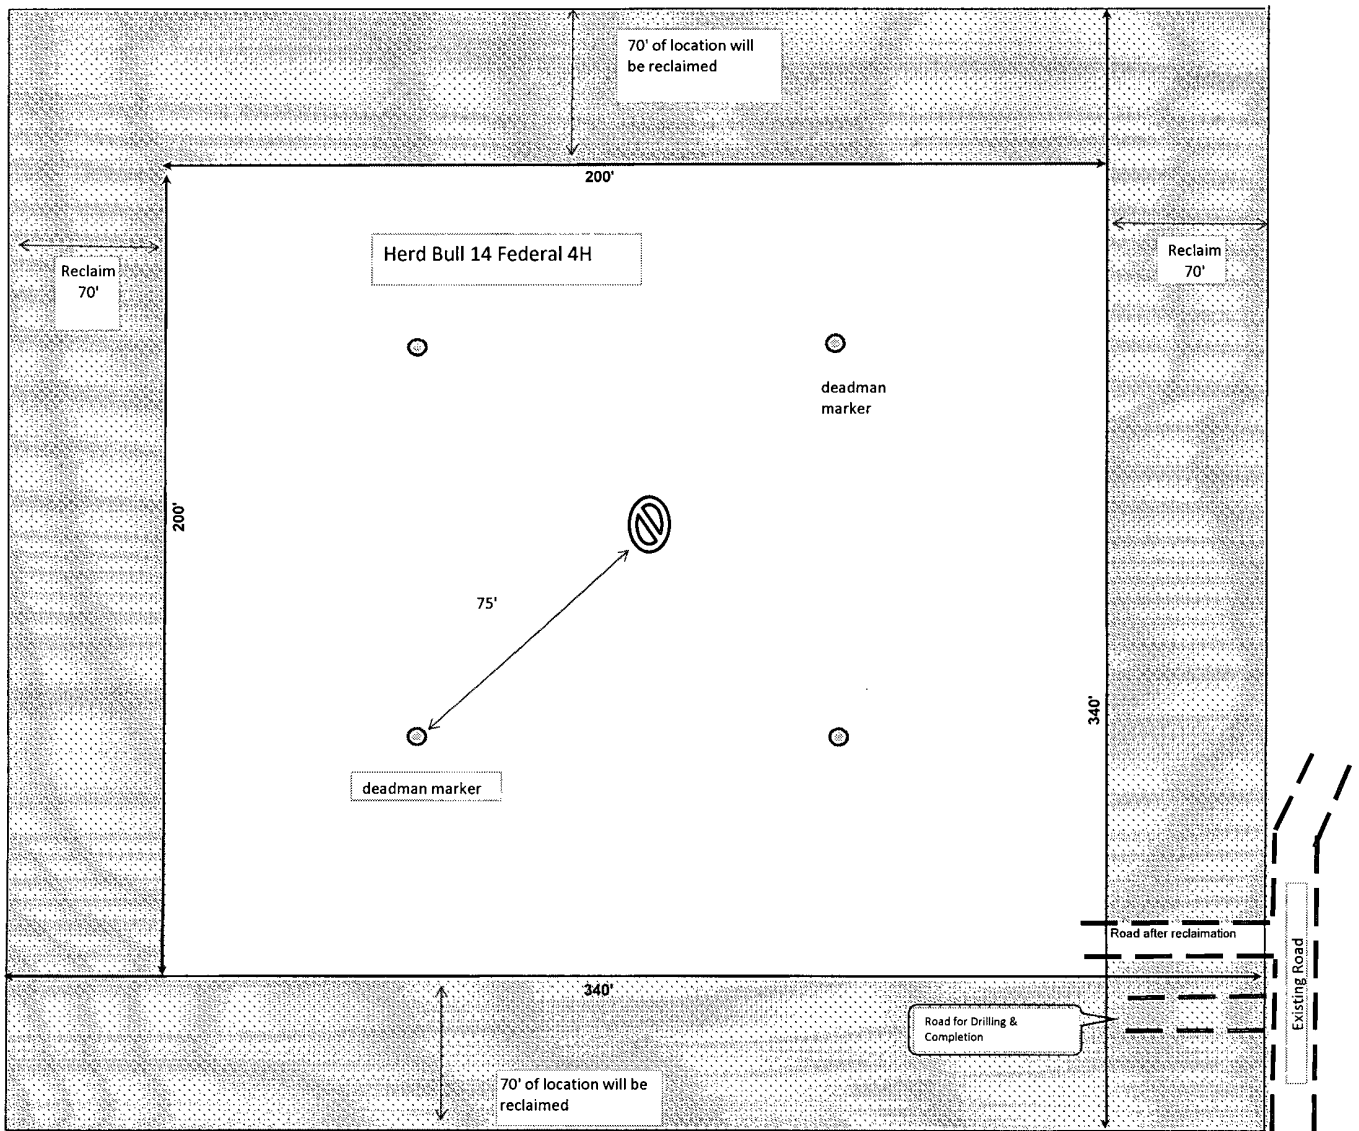 70' of location will
be reclaimed
200'
Herd Bull 14 Federal 4H
Reclaim
70'
Reclaim
70'
deadman
marker
200'
75'
340'
deadman marker
Road after reclaimation
340'
Road for Drilling &
Completion
Existing Road
70' of location will be
reclaimed